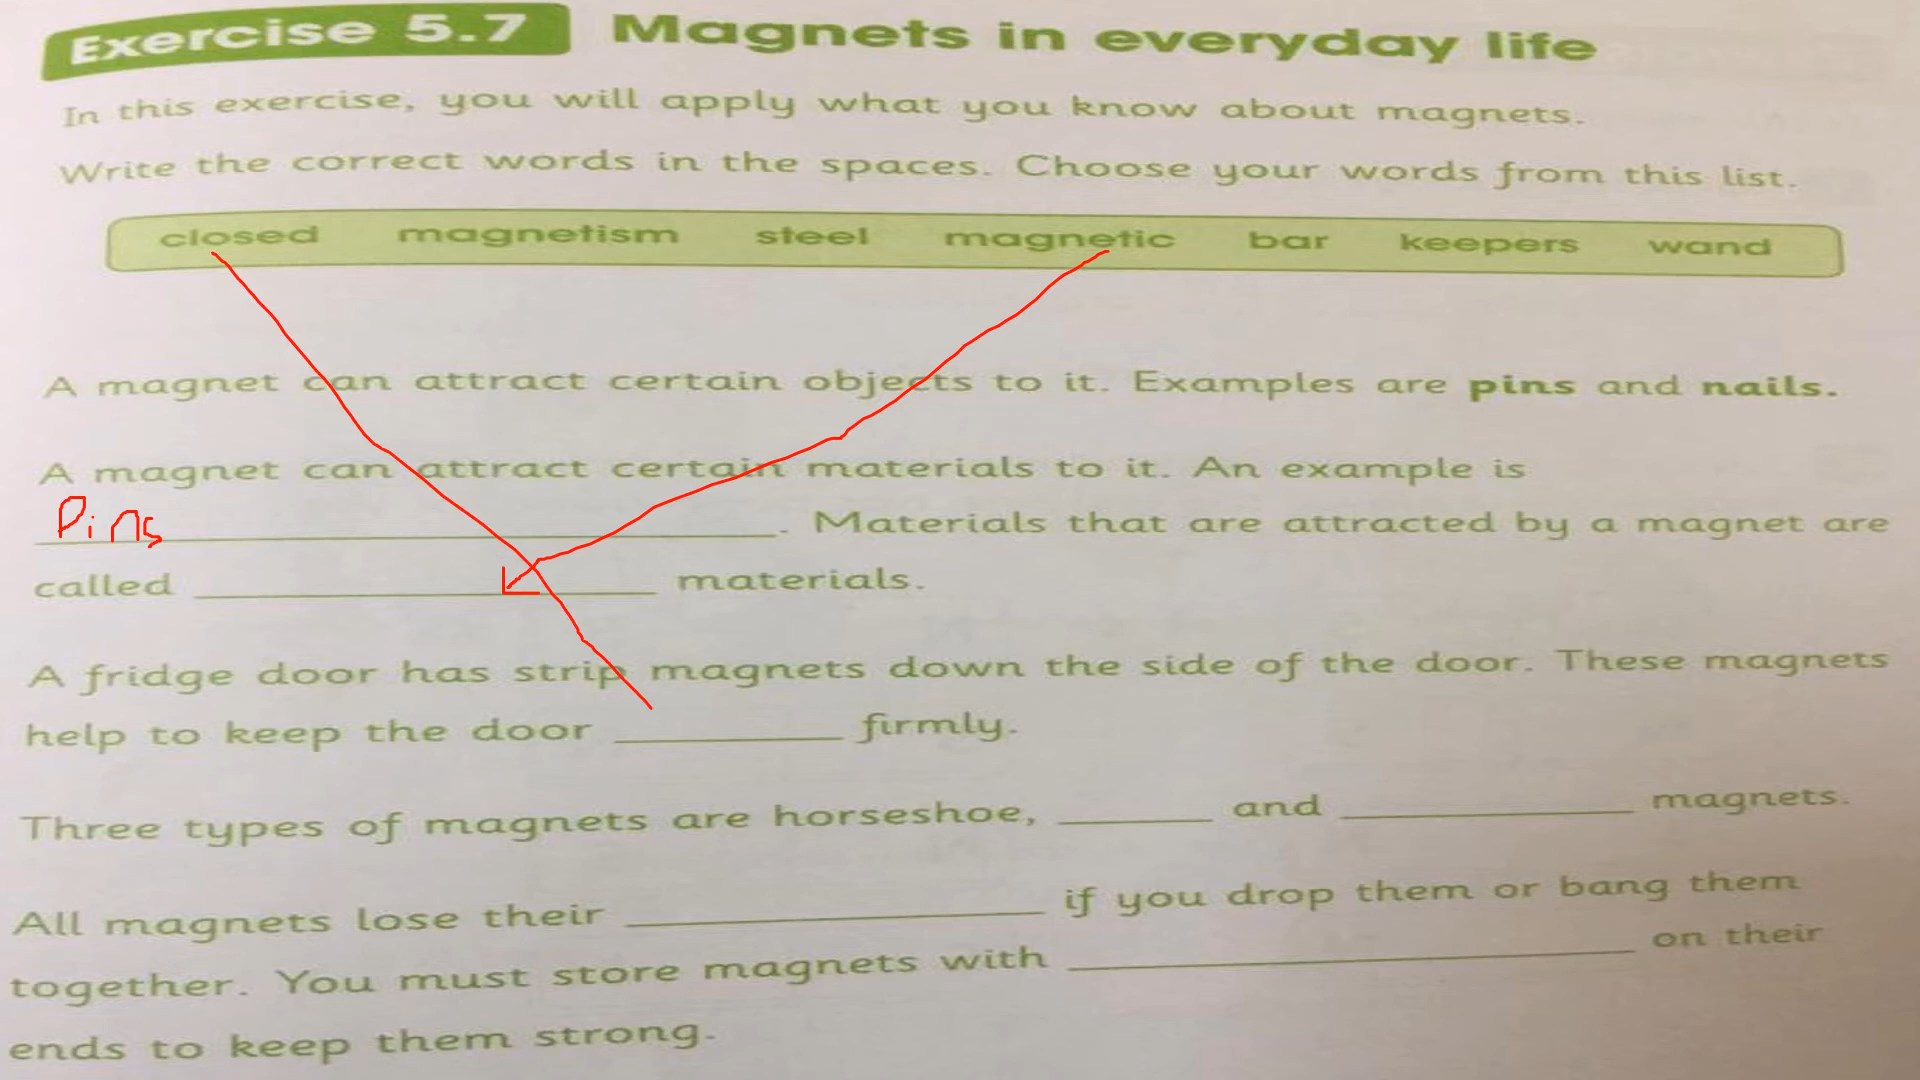 Exercise 5.7 Magnets in everyday life
In this exercise, you will apply what you know about magnets.
Write the correct words in the spaces. Choose your words from this list.
closed magnetism steel magnetic bar keepers wand
A magnet can attract certain objects to it. Examples are pins and nails.
A magnet can attract certain materials to it. An example is
Pins. Materials that are attracted by a magnet are
called ____ materials.
A fridge door has strip magnets down the side of the door. These magnets
help to keep the door ____ firmly.
Three types of magnets are horseshoe, ____ and ____ magnets.
All magnets lose their ____ if you drop them or bang them
together. You must store magnets with ____ on their
ends to keep them strong.